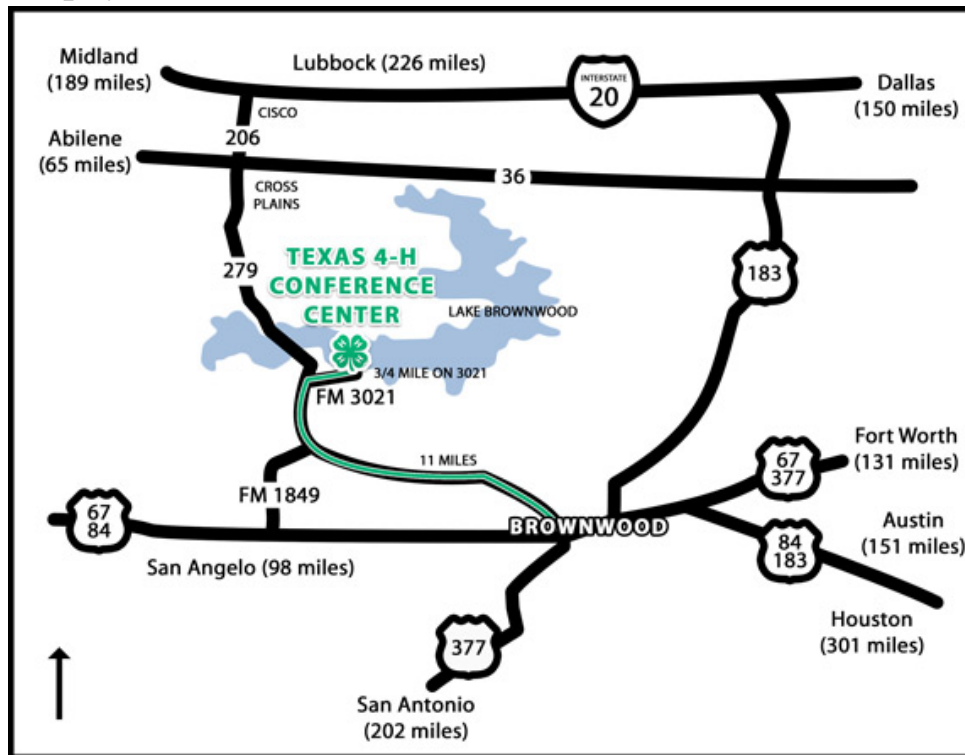 Midland
(189 miles)
Lubbock (226 miles)
INTERSTATE
20
Dallas
(150 miles)
CISCO
206
Abilene
(65 miles)
36
CROSS
PLAINS
279
TEXAS 4-H
CONFERENCE
CENTER
183
LAKE BROWNWOOD
3/4 MILE ON 3021
FM 3021
11 MILES
Fort Worth
(131 miles)
67
377
FM 1849
67
84
BROWNWOOD
Austin
(151 miles)
84
183
San Angelo (98 miles)
Houston
(301 miles)
377
San Antonio
(202 miles)